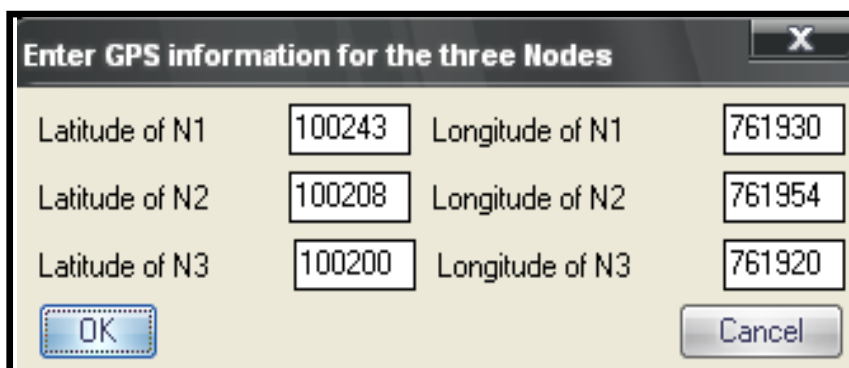 Enter GPS information for the three Nodes X
Latitude of N1 100243 Longitude of N1 761930
Latitude of N2 100208 Longitude of N2 761954
Latitude of N3 100200 Longitude of N3 761920
OK Cancel